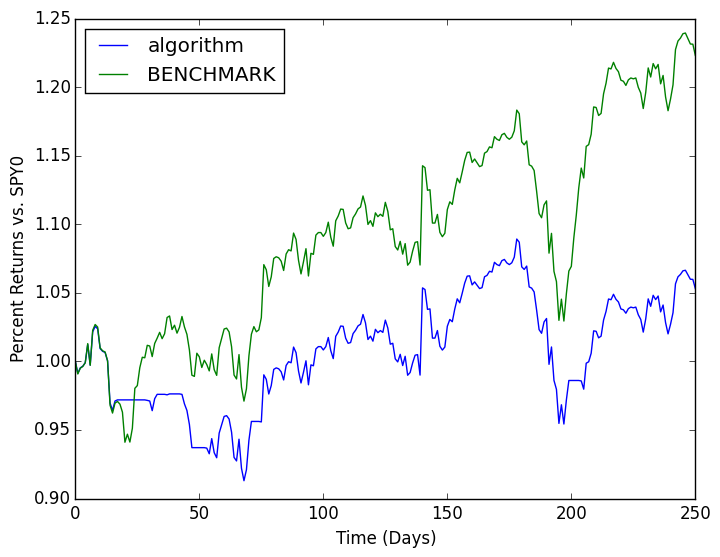 algorithm
BENCHMARK
Percent Returns vs. SPY0
1.25
1.20
1.15
1.10
1.05
1.00
0.95
0.90
0 50 100 150 200 250
Time (Days)